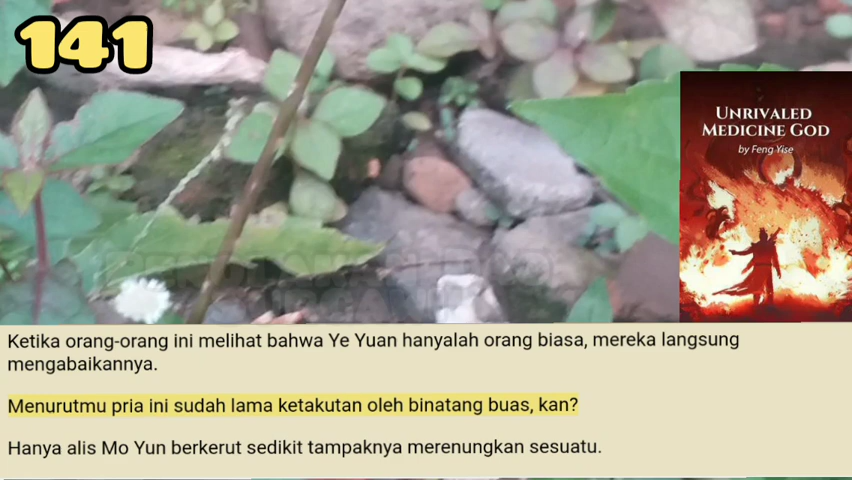 141
UNRIVALED
MEDICINE GOD
by Feng Yise
Ketika orang-orang ini melihat bahwa Ye Yuan hanyalah orang biasa, mereka langsung
mengabaikannya.
Menurutmu pria ini sudah lama ketakutan oleh binatang buas, kan?
Hanya alis Mo Yun berkerut sedikit tampaknya merenungkan sesuatu.